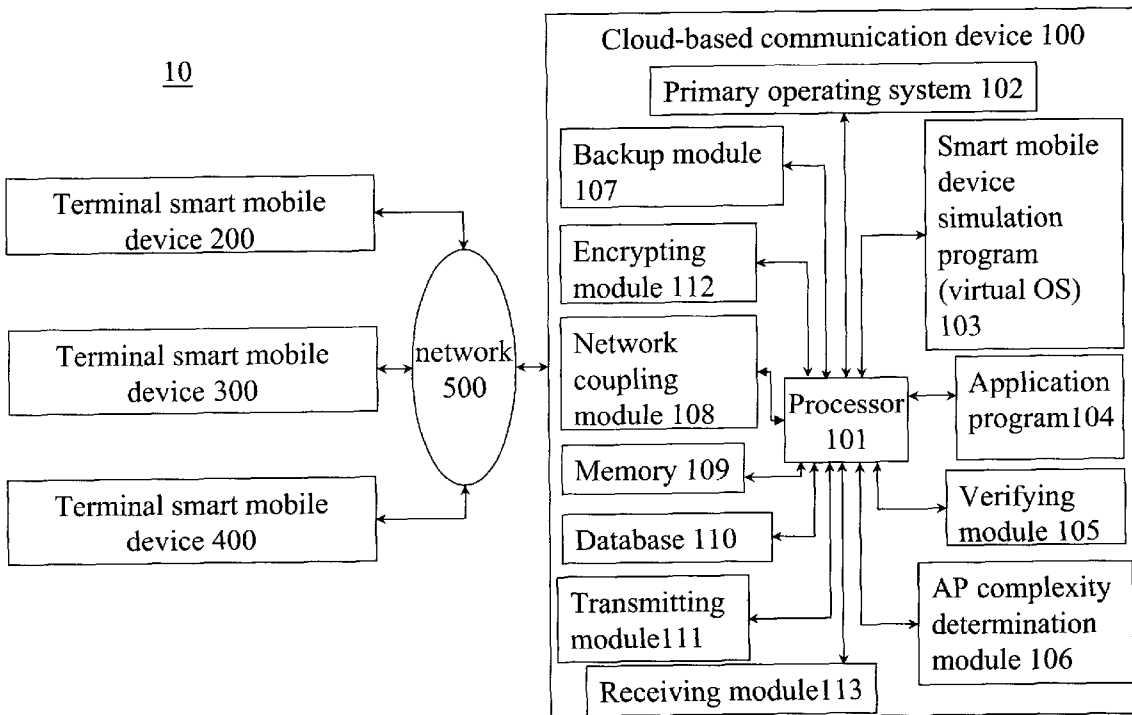 10
Terminal smart mobile
device 200
Terminal smart mobile
device 300
Terminal smart mobile
device 400
network
500
Cloud-based communication device 100
Primary operating system 102
Backup module
107
Encrypting
module 112
Network
coupling
module 108
Memory 109
Database 110
Transmitting
module111
Receiving module113
Processor
101
Smart mobile
device
simulation
program
(virtual OS)
103
Application
program104
Verifying
module 105
AP complexity
determination
module 106